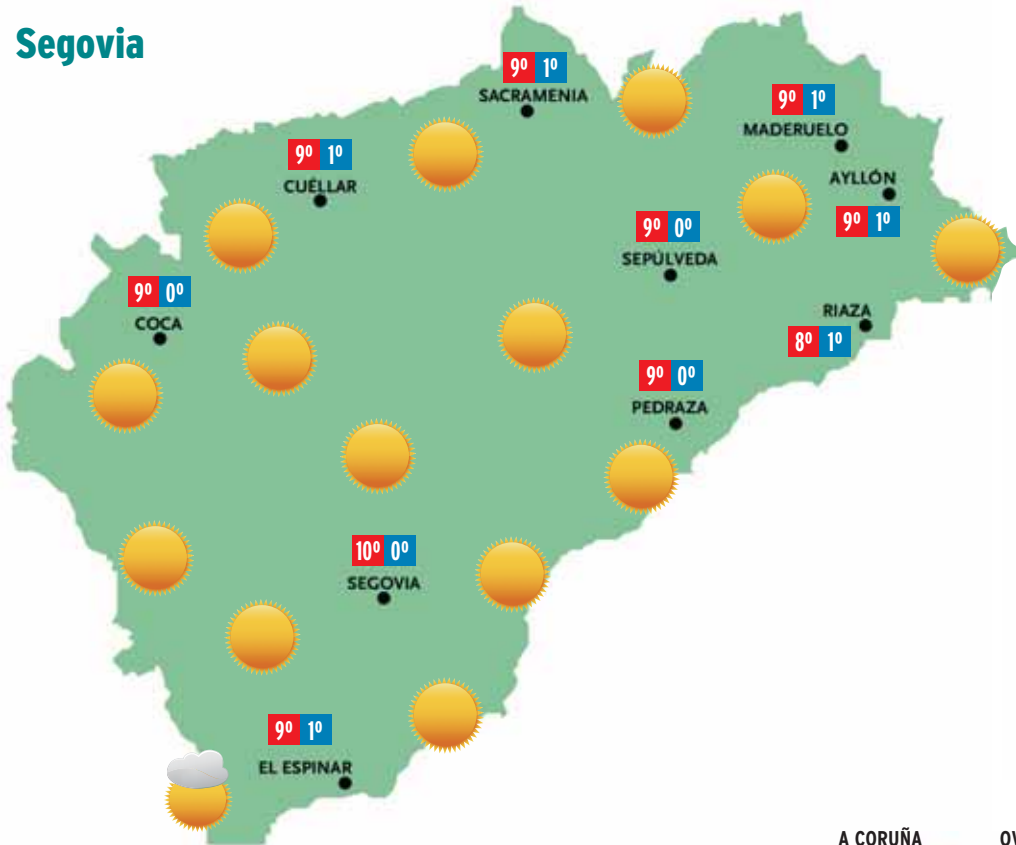 Segovia
9º 1º
SACRAMENIA
9º 1º
MADERUELO
9º 1º
CUÉLLAR
AYLLÓN
9º 1º
9º 0º
SEPÚLVEDA
9º 0º
COCA
RIAZA
8º 1º
9º 0º
PEDRAZA
10º 0º
SEGOVIA
9º 1º
EL ESPINAR
A CORUÑA OV